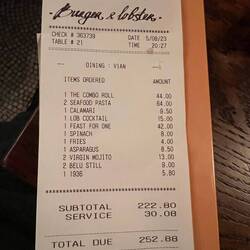 Burger & lobster.
CHECK # 363739 DATE 5/08/23
TABLE # 21 TIME 20:27
DINING : VIAN
ITEMS ORDERED AMOUNT
1 THE COMBO ROLL 44.00
2 SEAFOOD PASTA 64.00
1 CALAMARI 9.50
1 LOB COCKTAIL 15.00
1 FEAST FOR ONE 42.00
1 SPINACH 8.00
1 FRIES 4.00
1 ASPARAGUS 8.50
2 VIRGIN MOJITO 13.00
2 BELU STILL 9.00
1 1936 5.80
SUBTOTAL 222.80
SERVICE 30.08
TOTAL DUE 252.88